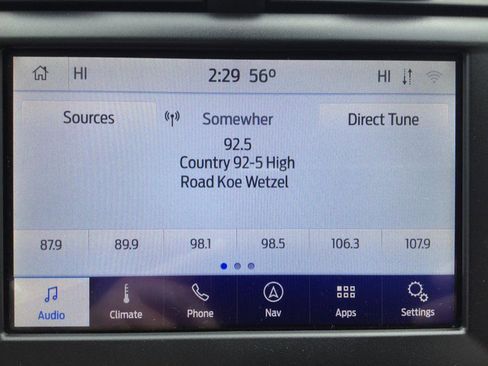 HI 2:29 56° HI
Sources Somewher Direct Tune
92.5
Country 92-5 High
Road Koe Wetzel
87.9 89.9 98.1 98.5 106.3 107.9
Audio Climate Phone Nav Apps Settings